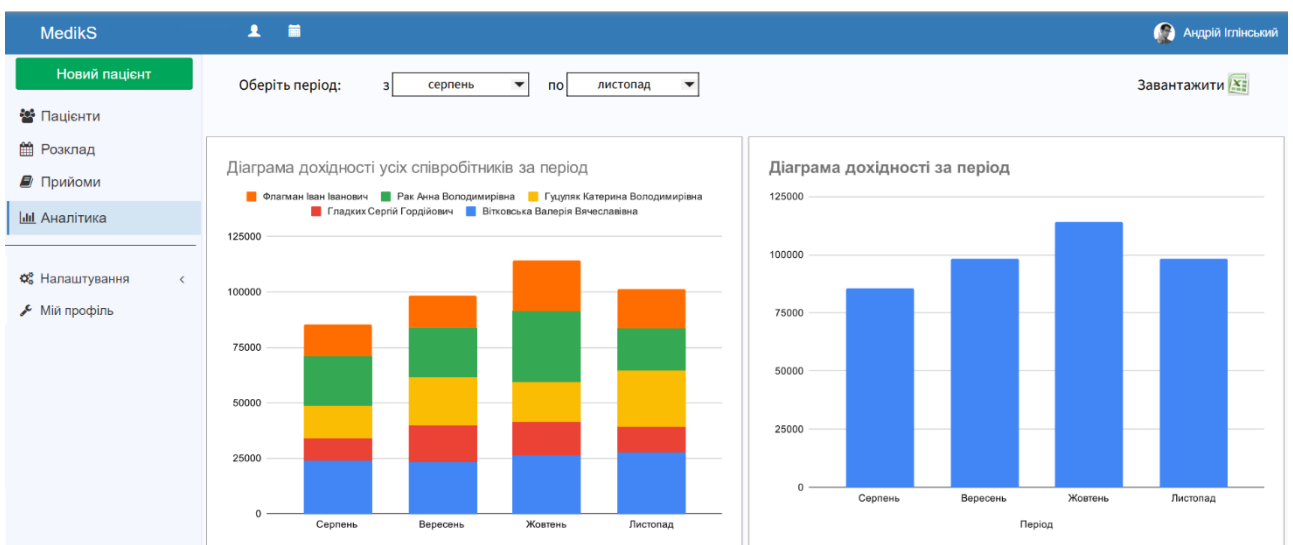 MedikS
Андрій Іглінський
Новий пацієнт
Пацієнти
Розклад
Прийоми
Аналітика
Налаштування
Мій профіль
Оберіть період: з серпень по листопад
Завантажити
Діаграма дохідності усіх співробітників за період
Флагман Іван Іванович Рак Анна Володимирівна Гуцуляк Катерина Володимирівна
Гладких Сергій Гордійович Вітковська Валерія Вячеславівна
125000
100000
75000
50000
25000
0
Серпень Вересень Жовтень Листопад
Діаграма дохідності за період
125000
100000
75000
50000
25000
0
Серпень Вересень Жовтень Листопад
Період